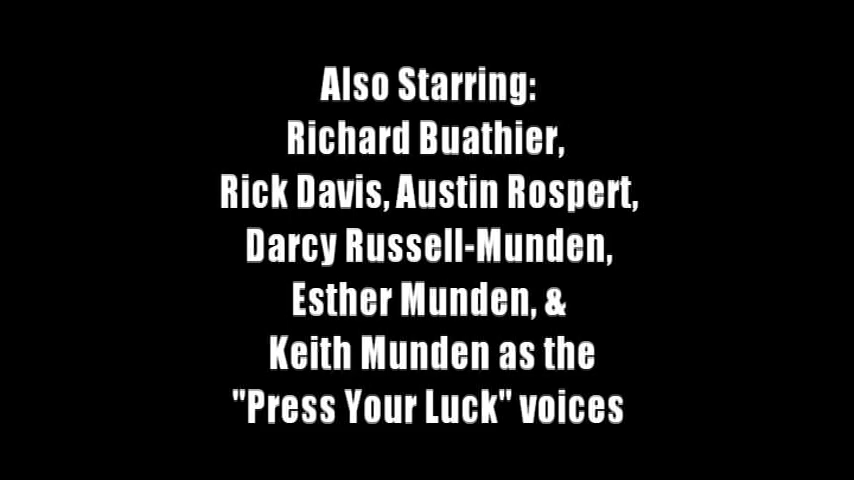 Also Starring:
Richard Buathier,
Rick Davis, Austin Rospert,
Darcy Russell-Munden,
Esther Munden, &
Keith Munden as the
"Press Your Luck" voices